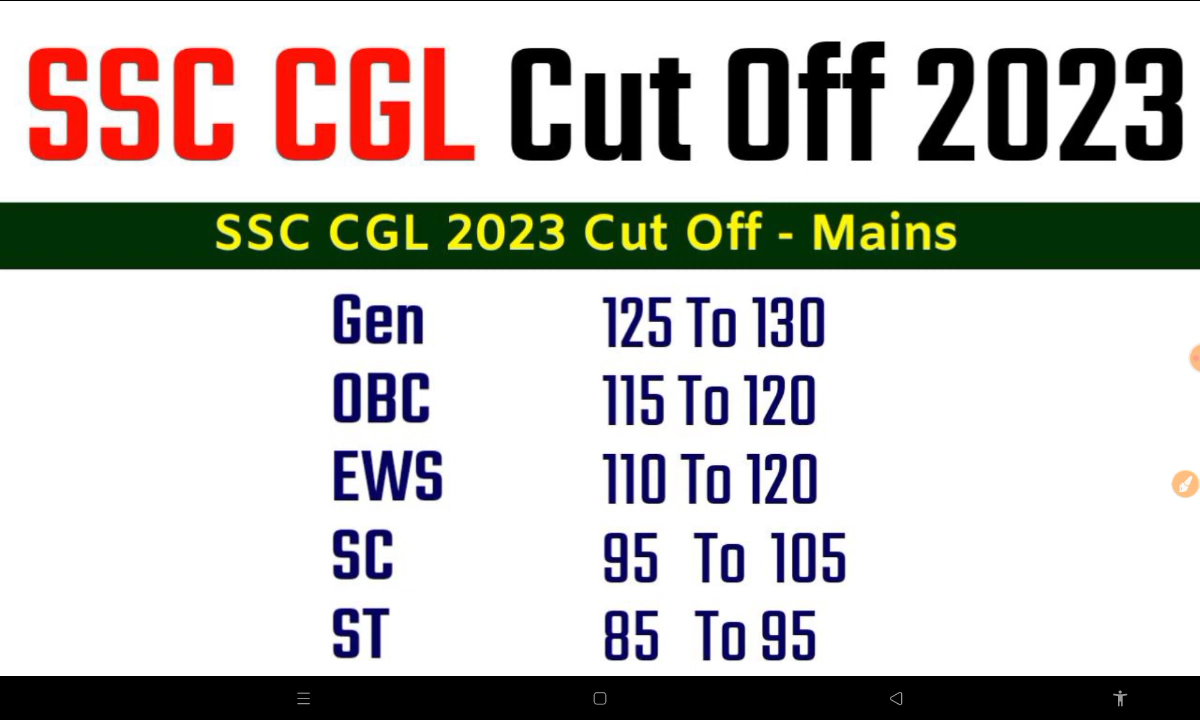 SSC CGL Cut Off 2023
SSC CGL 2023 Cut Off - Mains
Gen 125 To 130
OBC 115 To 120
EWS 110 To 120
SC 95 To 105
ST 85 To 95